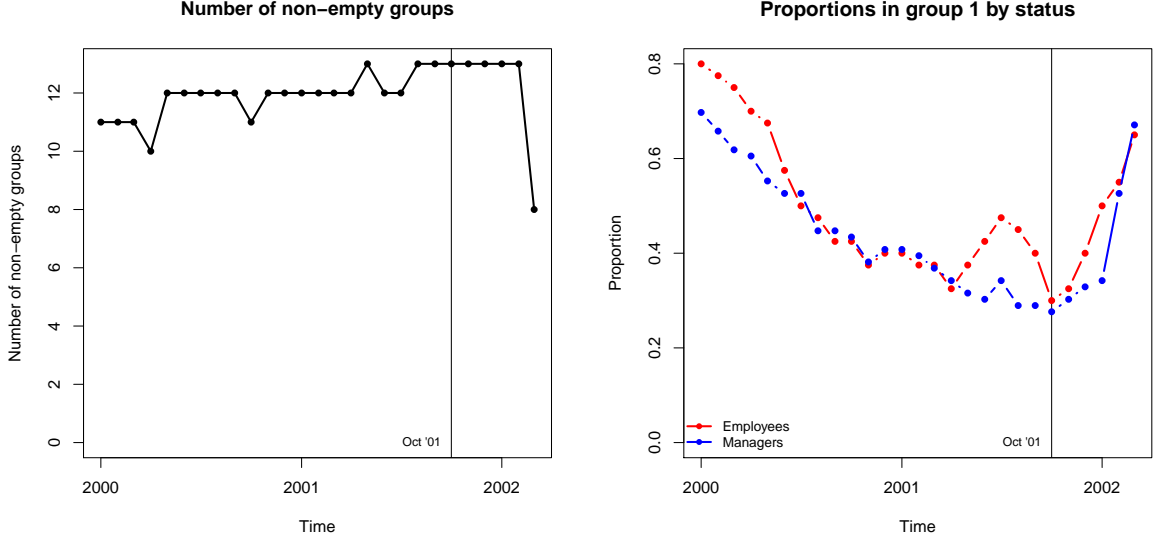 Number of non−empty groups
Number of non−empty groups
12
10
8
6
4
2
0
Oct '01
2000
2001
2002
Time
Proportions in group 1 by status
Proportion
0.8
0.6
0.4
0.2
0.0
Employees
Managers
Oct '01
2000
2001
2002
Time